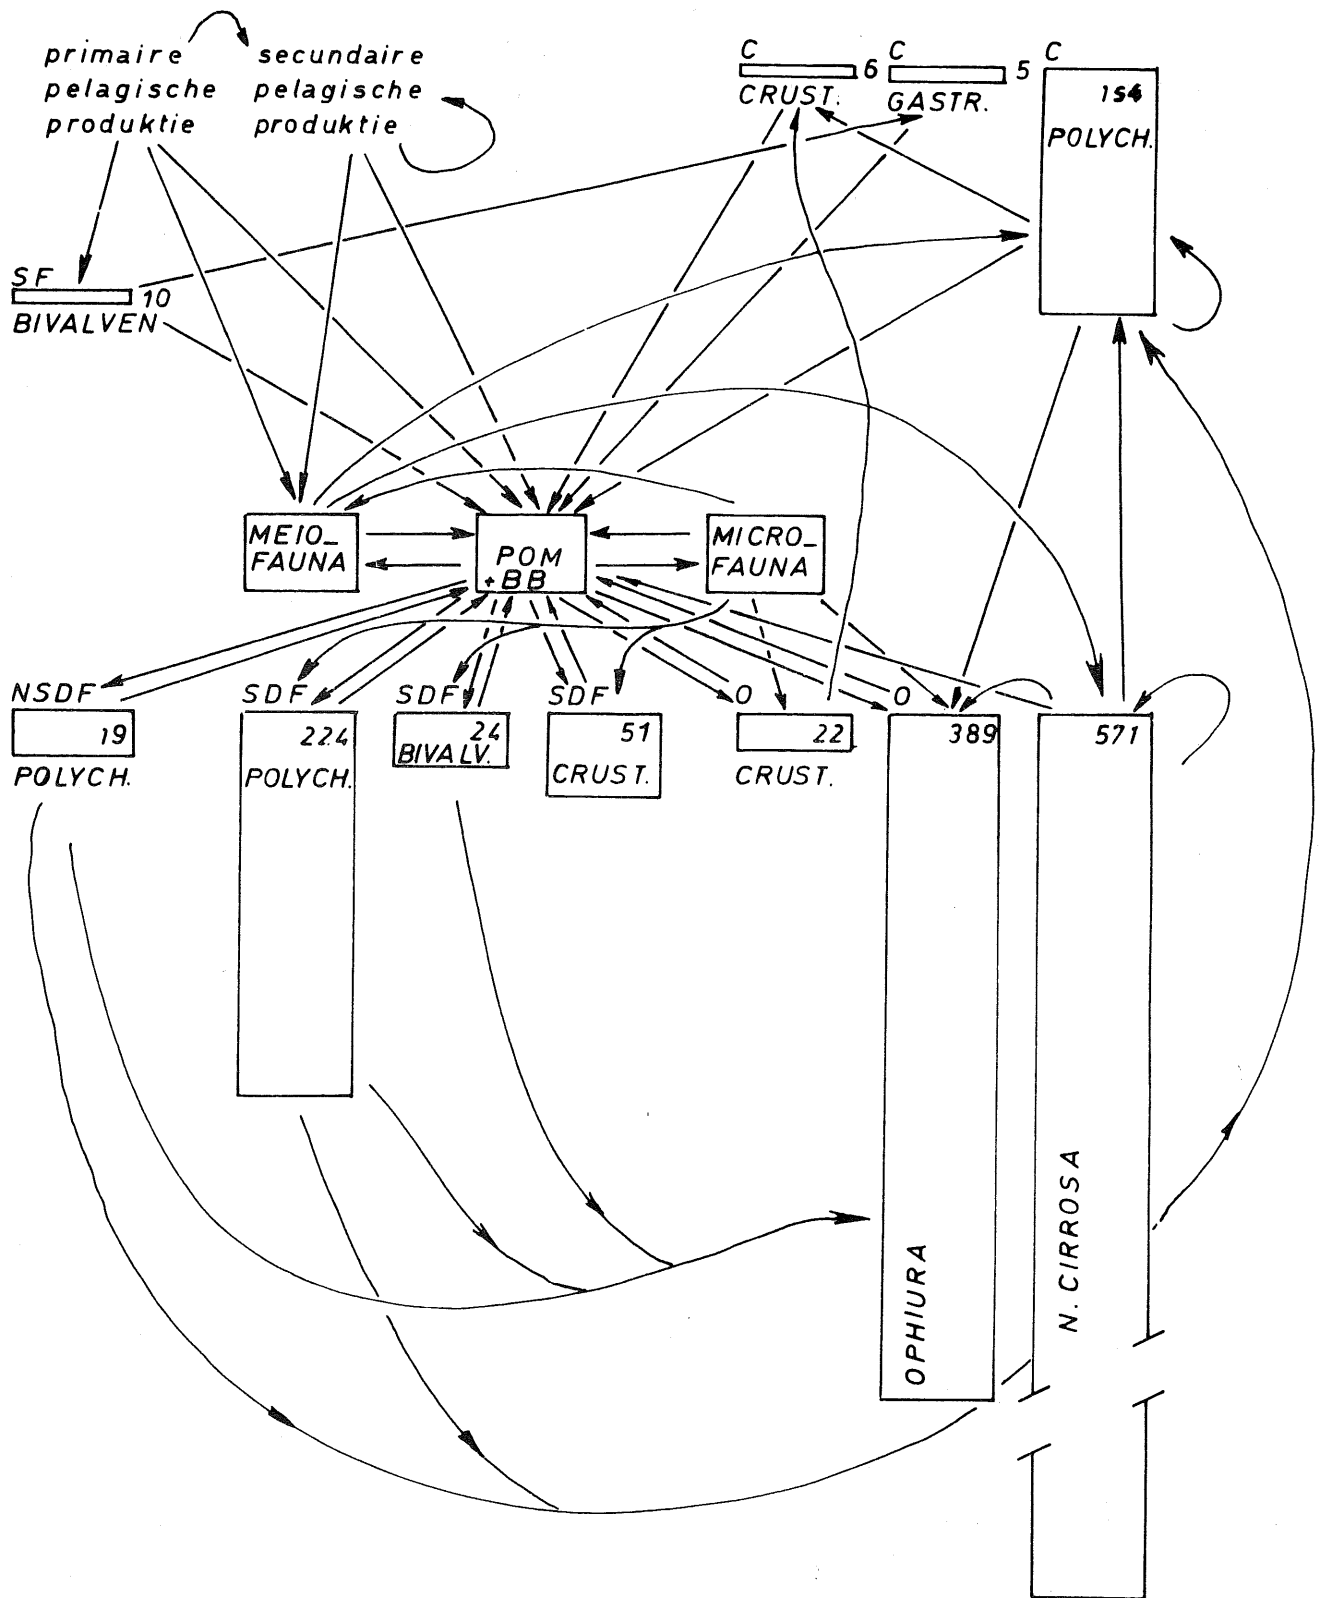 primaire
pelagische
produktie
secundaire
pelagische
produktie
C
6
CRUST.
C
5
GASTR.
C
154
POLYCH.
SF
10
BIVALVEN
MEIO_
FAUNA
POM
+BB
MICRO_
FAUNA
NSDF
19
POLYCH.
SDF
224
POLYCH.
SDF
24
BIVALV.
SDF
51
CRUST.
O
22
CRUST.
O
389
OPHIURA
571
N. CIRROSA